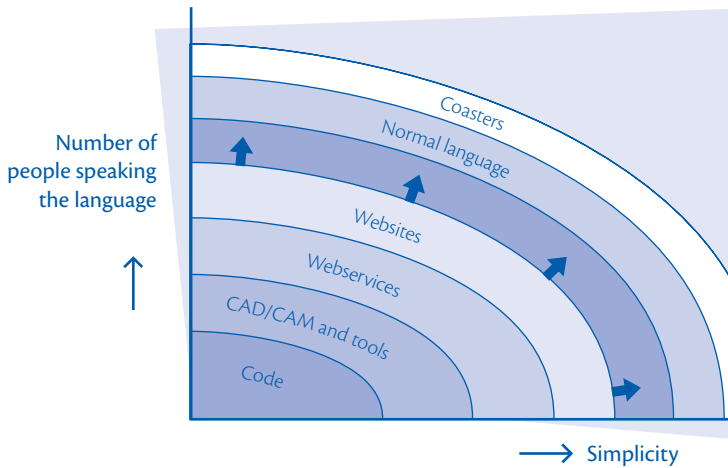 Coasters
Normal language
Number of
people speaking
the language
Websites
Webservices
CAD/CAM and tools
Code
Simplicity